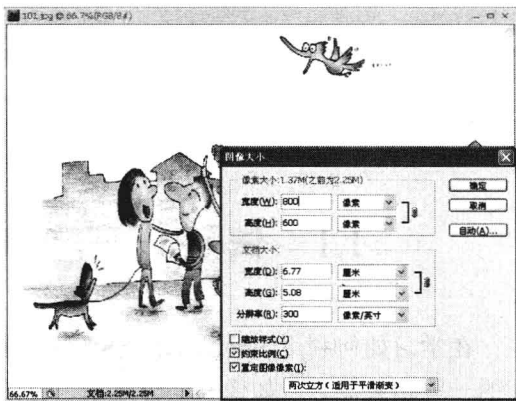 101.jpg @ 66.7%(RGB/8#)
图像大小
像素大小:1.37M(之前为2.25M)
宽度(W): 800 像素
高度(H): 600 像素
文档大小:
宽度(D): 6.77 厘米
高度(G): 5.08 厘米
分辨率(R): 300 像素/英寸
缩放样式(Y)
约束比例(C)
重定图像像素(I):
两次立方(适用于平滑渐变)
确定
取消
自动(A)...
66.67% 文档:2.25M/2.25M